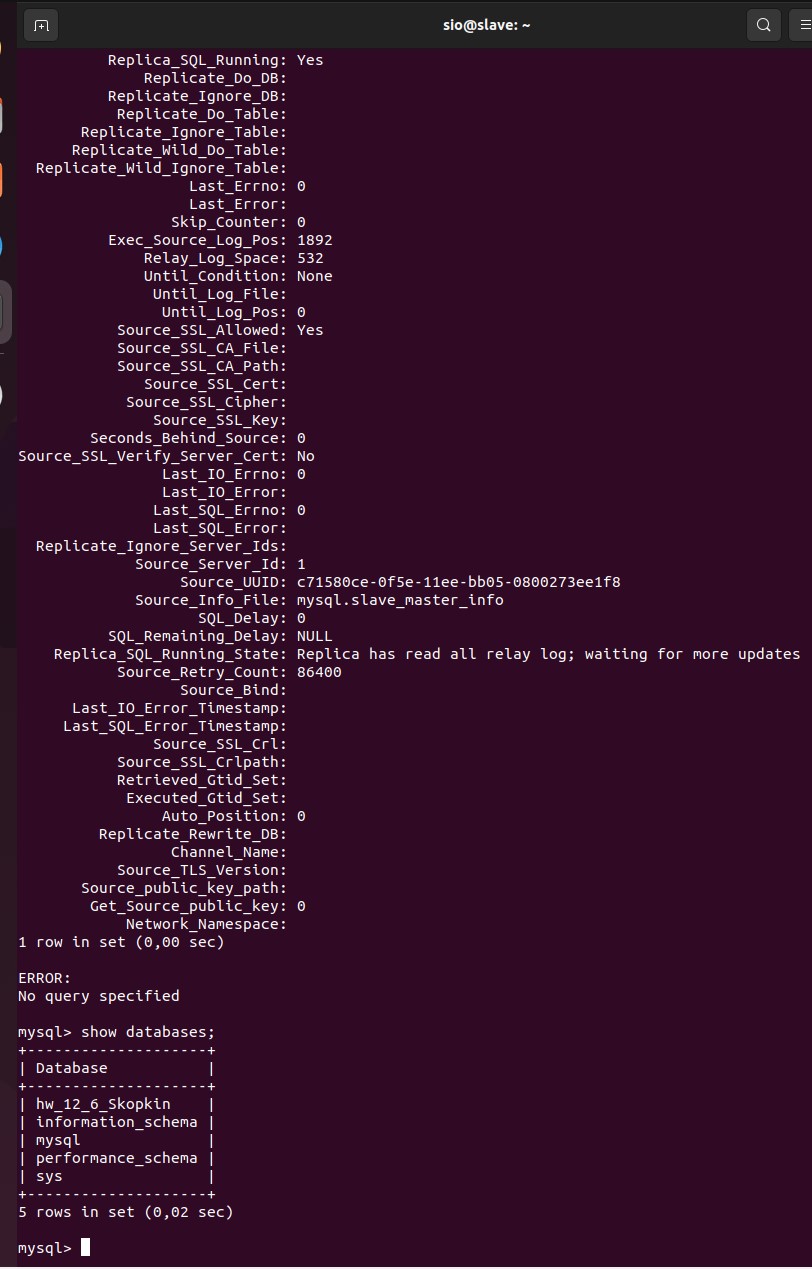 sio@slave: ~
Replica_SQL_Running: Yes
Replicate_Do_DB:
Replicate_Ignore_DB:
Replicate_Do_Table:
Replicate_Ignore_Table:
Replicate_Wild_Do_Table:
Replicate_Wild_Ignore_Table:
Last_Errno: 0
Last_Error:
Skip_Counter: 0
Exec_Source_Log_Pos: 1892
Relay_Log_Space: 532
Until_Condition: None
Until_Log_File:
Until_Log_Pos: 0
Source_SSL_Allowed: Yes
Source_SSL_CA_File:
Source_SSL_CA_Path:
Source_SSL_Cert:
Source_SSL_Cipher:
Source_SSL_Key:
Seconds_Behind_Source: 0
Source_SSL_Verify_Server_Cert: No
Last_IO_Errno: 0
Last_IO_Error:
Last_SQL_Errno: 0
Last_SQL_Error:
Replicate_Ignore_Server_Ids:
Source_Server_Id: 1
Source_UUID: c71580ce-0f5e-11ee-bb05-0800273ee1f8
Source_Info_File: mysql.slave_master_info
SQL_Delay: 0
SQL_Remaining_Delay: NULL
Replica_SQL_Running_State: Replica has read all relay log; waiting for more updates
Source_Retry_Count: 86400
Source_Bind:
Last_IO_Error_Timestamp:
Last_SQL_Error_Timestamp:
Source_SSL_Crl:
Source_SSL_Crlpath:
Retrieved_Gtid_Set:
Executed_Gtid_Set:
Auto_Position: 0
Replicate_Rewrite_DB:
Channel_Name:
Source_TLS_Version:
Source_public_key_path:
Get_Source_public_key: 0
Network_Namespace:
1 row in set (0,00 sec)
ERROR:
No query specified
mysql> show databases;
+--------------------+
| Database           |
+--------------------+
| hw_12_6_Skopkin    |
| information_schema |
| mysql              |
| performance_schema |
| sys                |
+--------------------+
5 rows in set (0,02 sec)
mysql>